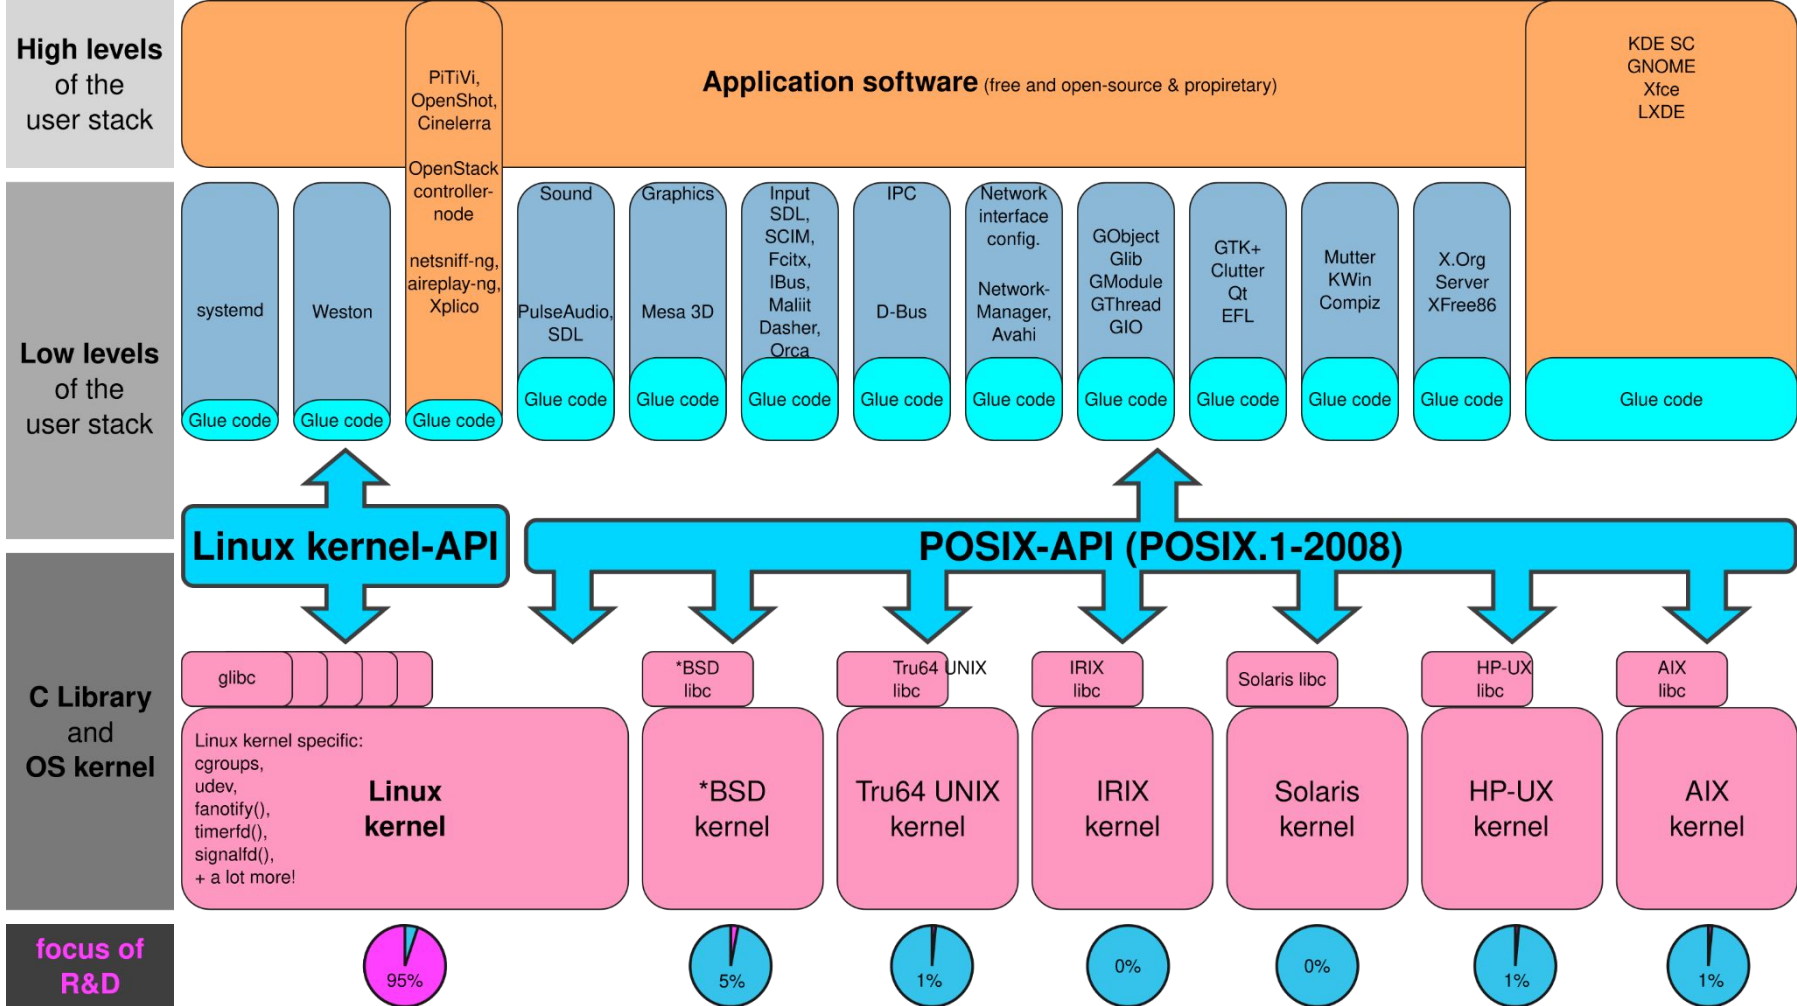 High levels
of the
user stack
PiTiVi,
OpenShot,
Cinelerra
OpenStack
controller-
node
netsniff-ng,
aireplay-ng,
Xplico
Glue code
Application software (free and open-source & propiretary)
KDE SC
GNOME
Xfce
LXDE
Glue code
Low levels
of the
user stack
systemd
Glue code
Weston
Glue code
Sound
PulseAudio,
SDL
Glue code
Graphics
Mesa 3D
Glue code
Input
SDL,
SCIM,
Fcitx,
IBus,
Maliit
Dasher,
Orca
Glue code
IPC
D-Bus
Glue code
Network
interface
config.
Network-
Manager,
Avahi
Glue code
GObject
Glib
GModule
GThread
GIO
Glue code
GTK+
Clutter
Qt
EFL
Glue code
Mutter
KWin
Compiz
Glue code
X.Org
Server
XFree86
Glue code
Linux kernel-API
POSIX-API (POSIX.1-2008)
C Library
and
OS kernel
glibc
Linux kernel specific:
cgroups,
udev,
fanotify(),
timerfd(),
signalfd(),
+ a lot more!
Linux
kernel
*BSD
libc
*BSD
kernel
Tru64 UNIX
libc
Tru64 UNIX
kernel
IRIX
libc
IRIX
kernel
Solaris libc
Solaris
kernel
HP-UX
libc
HP-UX
kernel
AIX
libc
AIX
kernel
focus of
R&D
95%
5%
1%
0%
0%
1%
1%